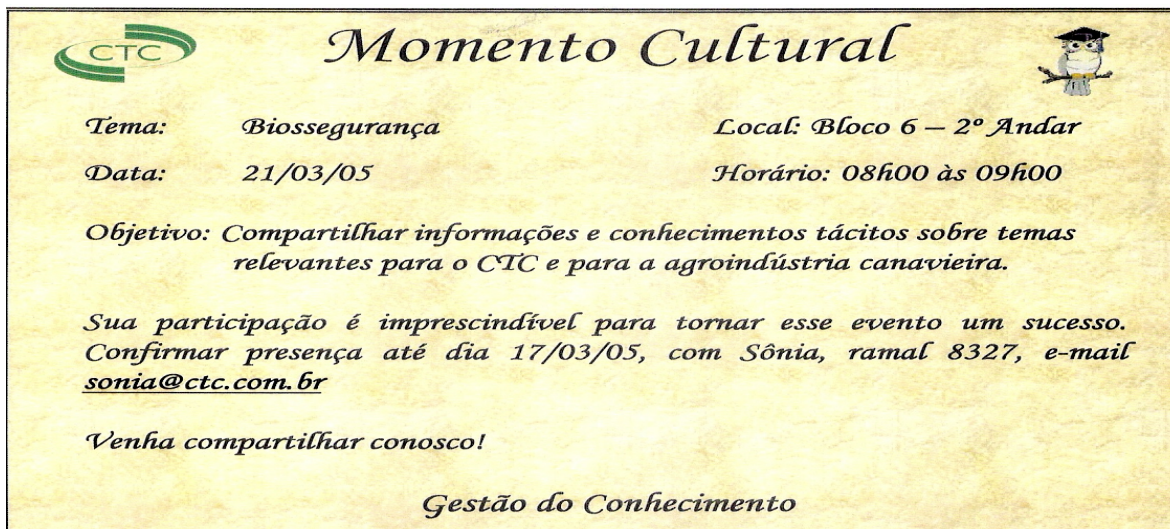 CTC
Momento Cultural
Tema: Biossegurança Local: Bloco 6 – 2º Andar
Data: 21/03/05 Horário: 08h00 às 09h00
Objetivo: Compartilhar informações e conhecimentos tácitos sobre temas
relevantes para o CTC e para a agroindústria canavieira.
Sua participação é imprescindível para tornar esse evento um sucesso.
Confirmar presença até dia 17/03/05, com Sônia, ramal 8327, e-mail
sonia@ctc.com.br
Venha compartilhar conosco!
Gestão do Conhecimento